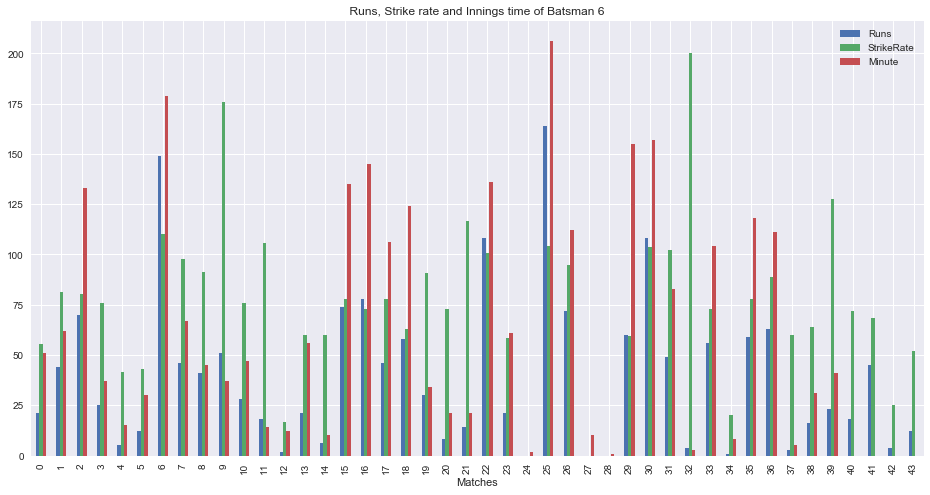 Runs, Strike rate and Innings time of Batsman 6
Runs
StrikeRate
Minute
200
175
150
125
100
75
50
25
0
0 1 2 3 4 5 6 7 8 9 10 11 12 13 14 15 16 17 18 19 20 21 22 23 24 25 26 27 28 29 30 31 32 33 34 35 36 37 38 39 40 41 42 43
Matches